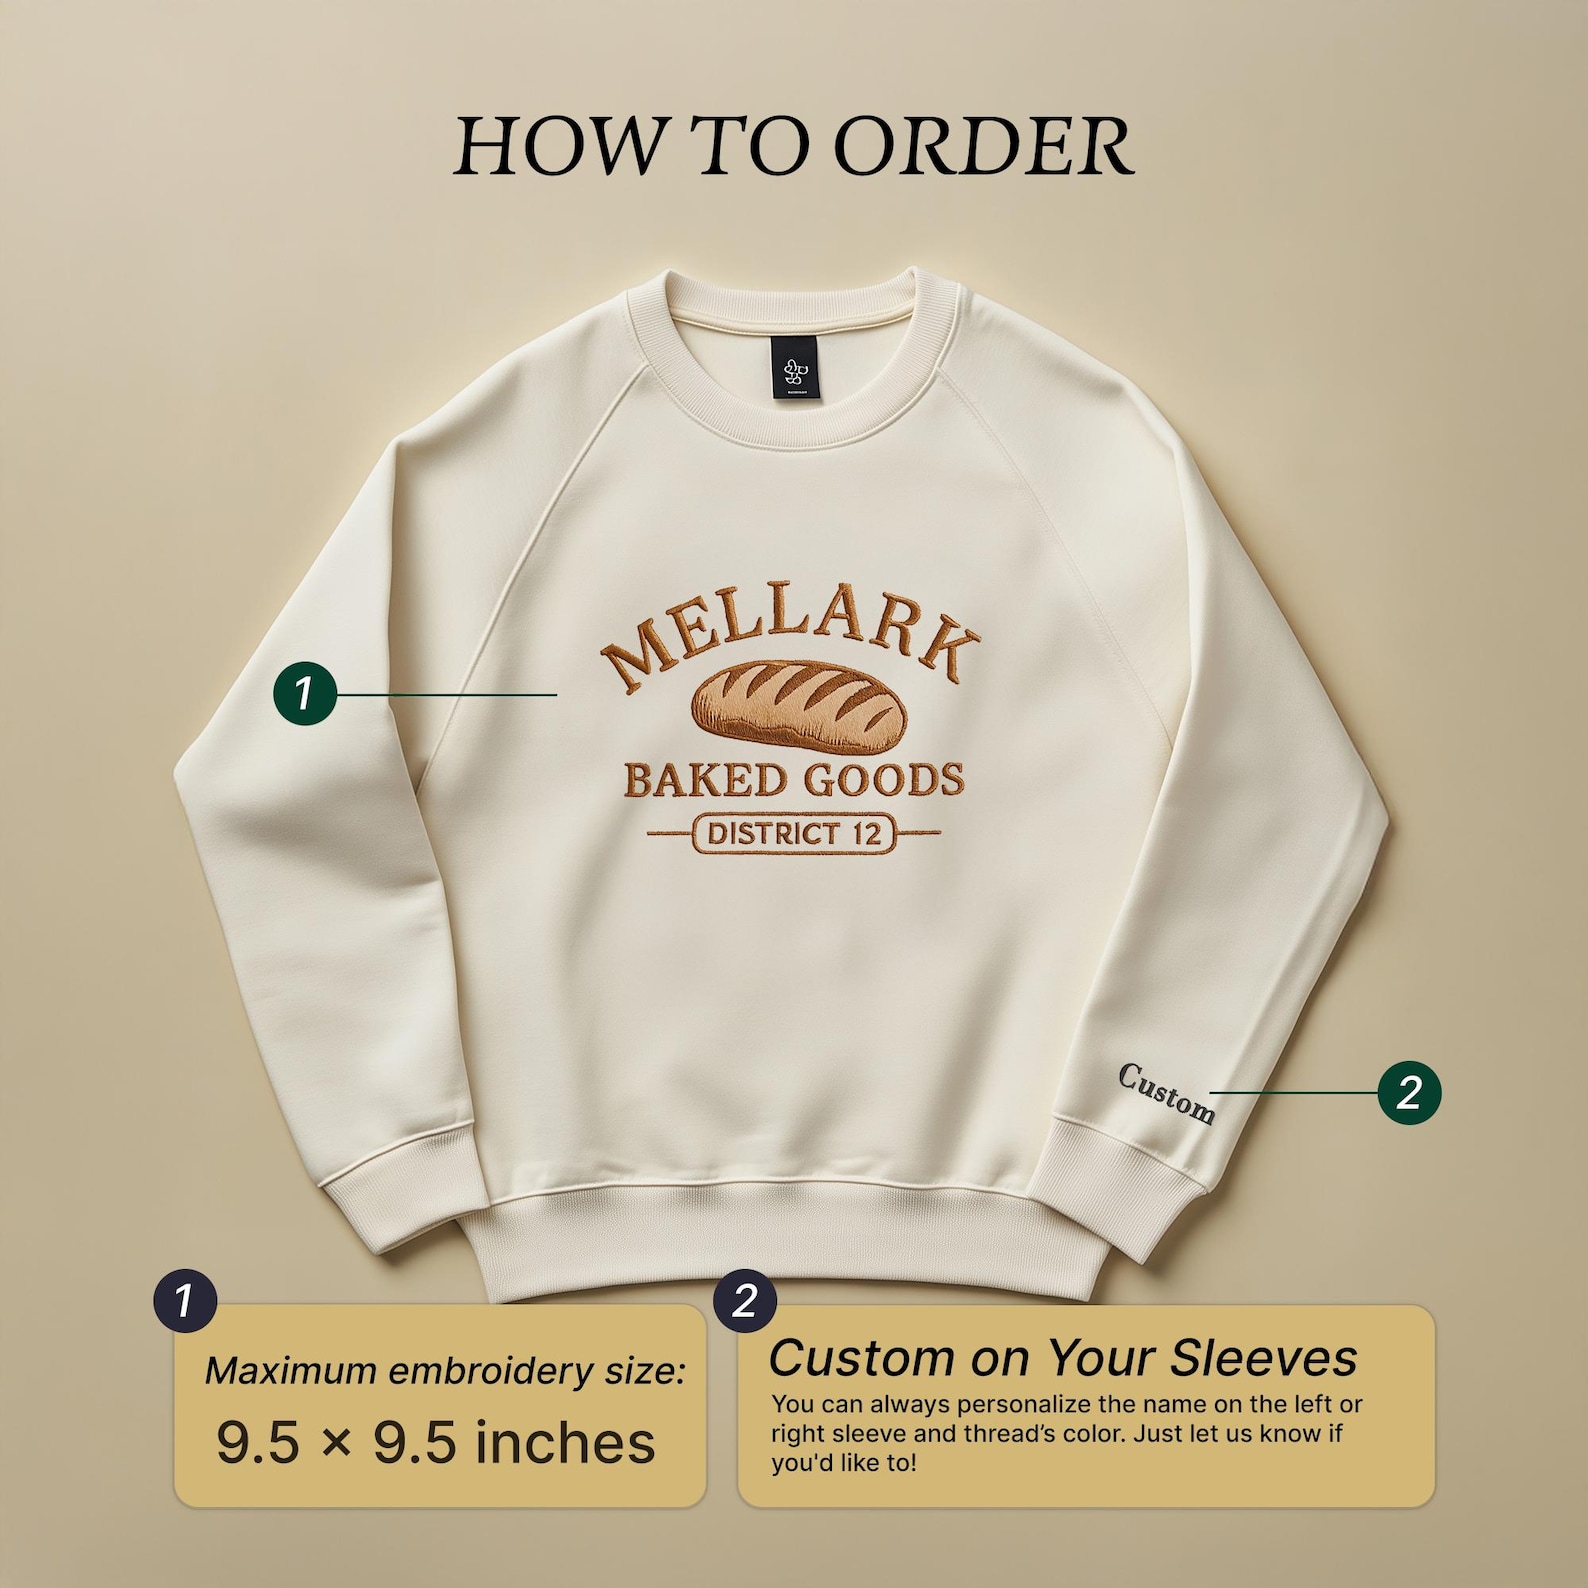 HOW TO ORDER
MELLARK
BAKED GOODS
DISTRICT 12
1
Custom
2
1
Maximum embroidery size:
9.5 × 9.5 inches
2
Custom on Your Sleeves
You can always personalize the name on the left or
right sleeve and thread’s color. Just let us know if
you'd like to!